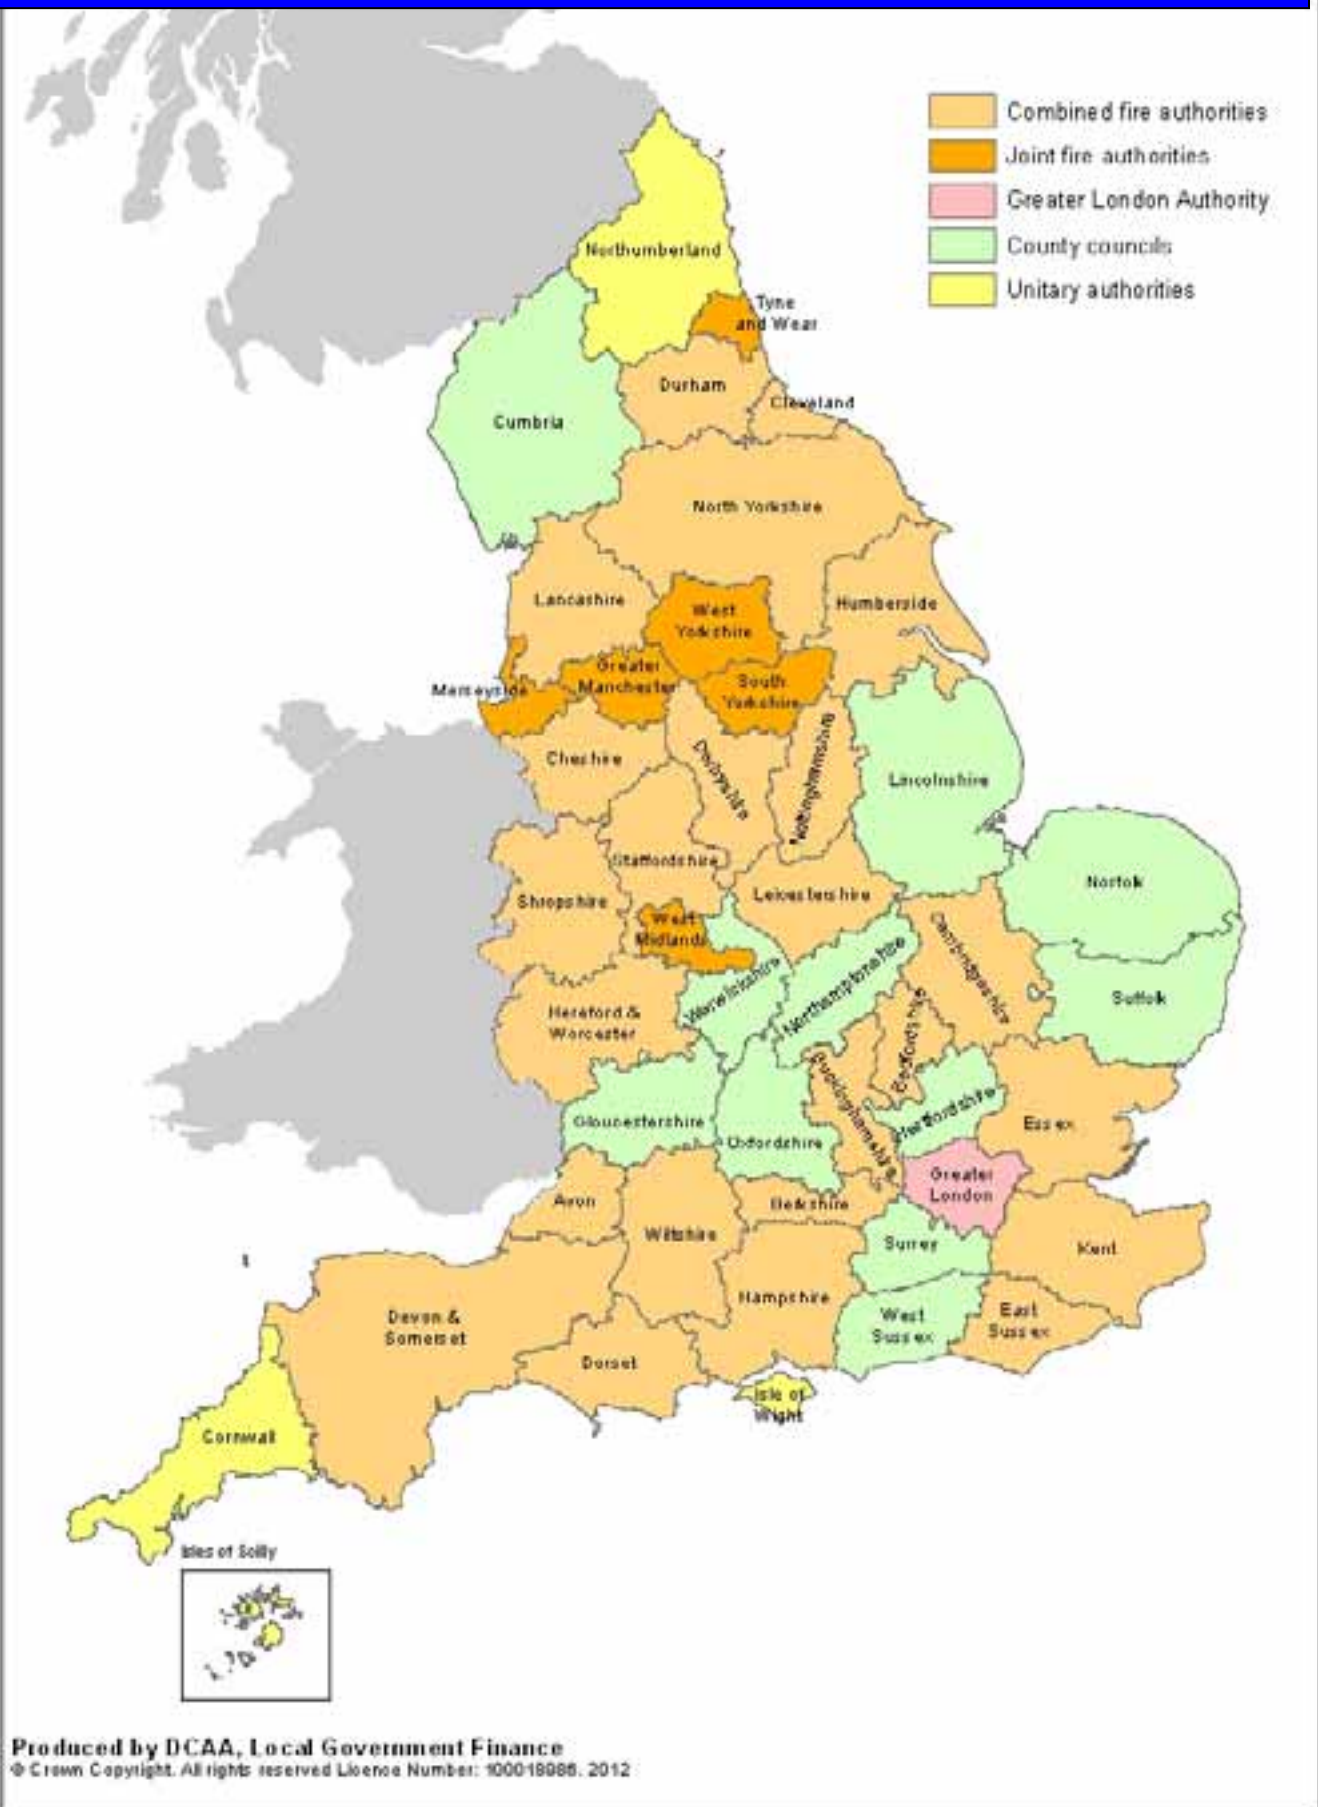 Combined fire authorities
Joint fire authorities
Greater London Authority
County councils
Unitary authorities
Northumberland
Tyne
and Wear
Durham
Cleveland
Cumbria
North Yorkshire
Lancashire
West
Yorkshire
Humberside
Greater
Manchester
Merseyside
South
Yorkshire
Cheshire
Derbyshire
Nottinghamshire
Lincolnshire
Staffordshire
Norfolk
Leicestershire
Shropshire
West
Midlands
Cambridgeshire
Warwickshire
Northamptonshire
Suffolk
Hereford &
Worcester
Bedfordshire
Buckinghamshire
Hertfordshire
Gloucestershire
Oxfordshire
Essex
Greater
London
Avon
Berkshire
Wiltshire
Surrey
Kent
Hampshire
Devon &
Somerset
West
Sussex
East
Sussex
Dorset
Isle of
Wight
Cornwall
Isles of Scilly
Produced by DCAA, Local Government Finance
© Crown Copyright. All rights reserved Licence Number: 100018986. 2012